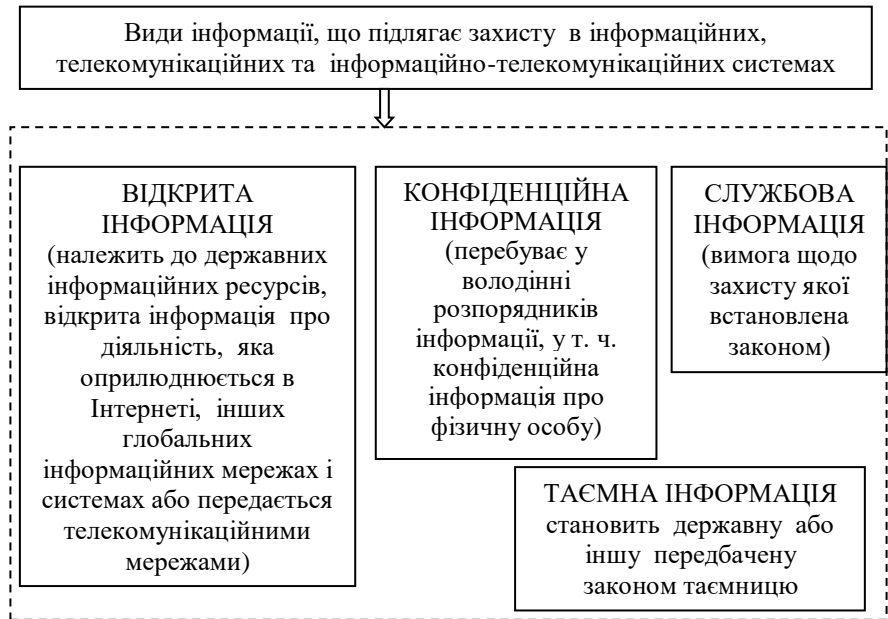 Види інформації, що підлягає захисту в інформаційних,
телекомунікаційних та інформаційно-телекомунікаційних системах
ВІДКРИТА
ІНФОРМАЦІЯ
(належить до державних
інформаційних ресурсів,
відкрита інформація про
діяльність, яка
оприлюднюється в
Інтернеті, інших
глобальних
інформаційних мережах і
системах або передається
телекомунікаційними
мережами)
КОНФІДЕНЦІЙНА
ІНФОРМАЦІЯ
(перебуває у
володінні
розпорядників
інформації, у т. ч.
конфіденційна
інформація про
фізичну особу)
СЛУЖБОВА
ІНФОРМАЦІЯ
(вимога щодо
захисту якої
встановлена
законом)
ТАЄМНА ІНФОРМАЦІЯ
становить державну або
іншу передбачену
законом таємницю